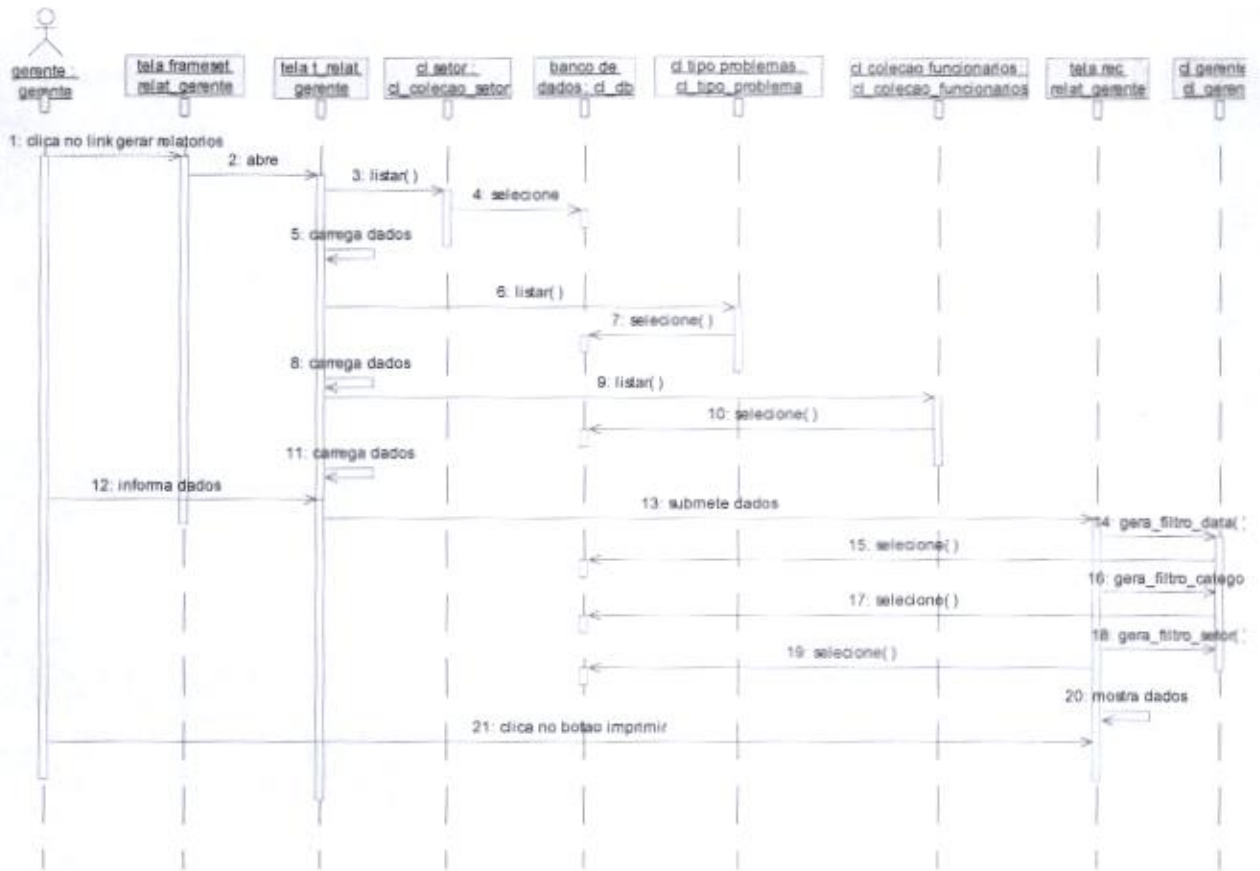 gerente :
gerente
tela frameset
relat_gerente
tela t_relat
gerente
cl setor :
cl_colecao_setor
banco de
dados : cl_db
cl tipo problemas
cl_tipo_problema
cl colecao funcionarios
cl_colecao_funcionarios
tela rec
relat_gerente
cl gerente
cl_geren
1: clica no link gerar relatorios
2: abre
3: listar( )
4: selecione
5: carrega dados
6: listar( )
7: selecione( )
8: carrega dados
9: listar( )
10: selecione( )
11: carrega dados
12: informa dados
13: submete dados
14: gera_filtro_data( )
15: selecione( )
16: gera_filtro_catego
17: selecione( )
18: gera_filtro_setor( )
19: selecione( )
20: mostra dados
21: clica no botao imprimir